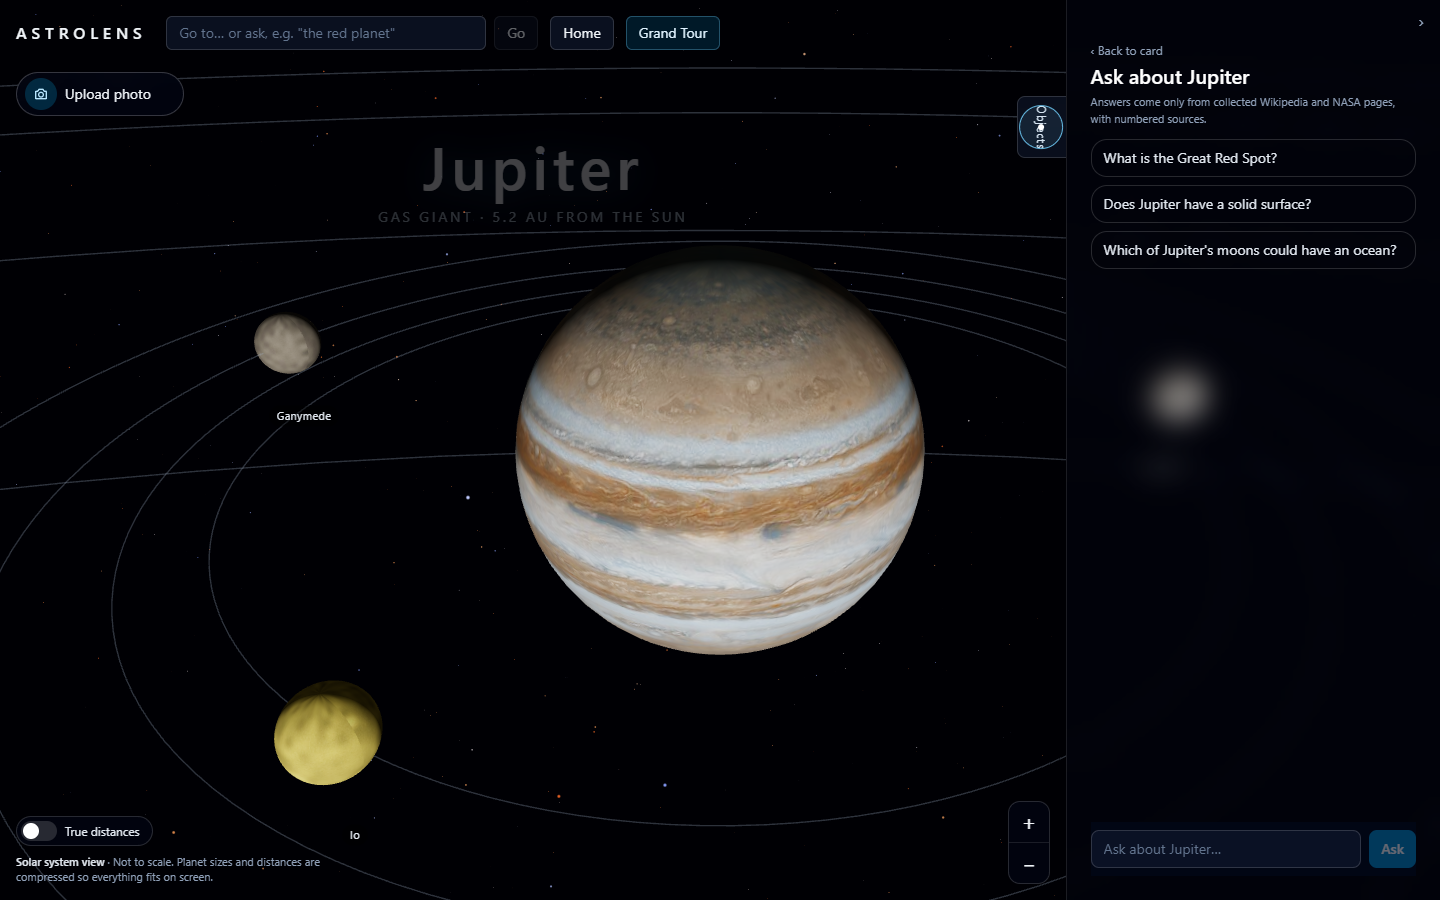 ASTROLENS
Go to... or ask, e.g. "the red planet"
Go
Home
Grand Tour
Upload photo
Jupiter
GAS GIANT · 5.2 AU FROM THE SUN
Objects
Ganymede
Io
True distances
Solar system view · Not to scale. Planet sizes and distances are
compressed so everything fits on screen.
+
−
›
‹ Back to card
Ask about Jupiter
Answers come only from collected Wikipedia and NASA pages,
with numbered sources.
What is the Great Red Spot?
Does Jupiter have a solid surface?
Which of Jupiter's moons could have an ocean?
Ask about Jupiter...
Ask